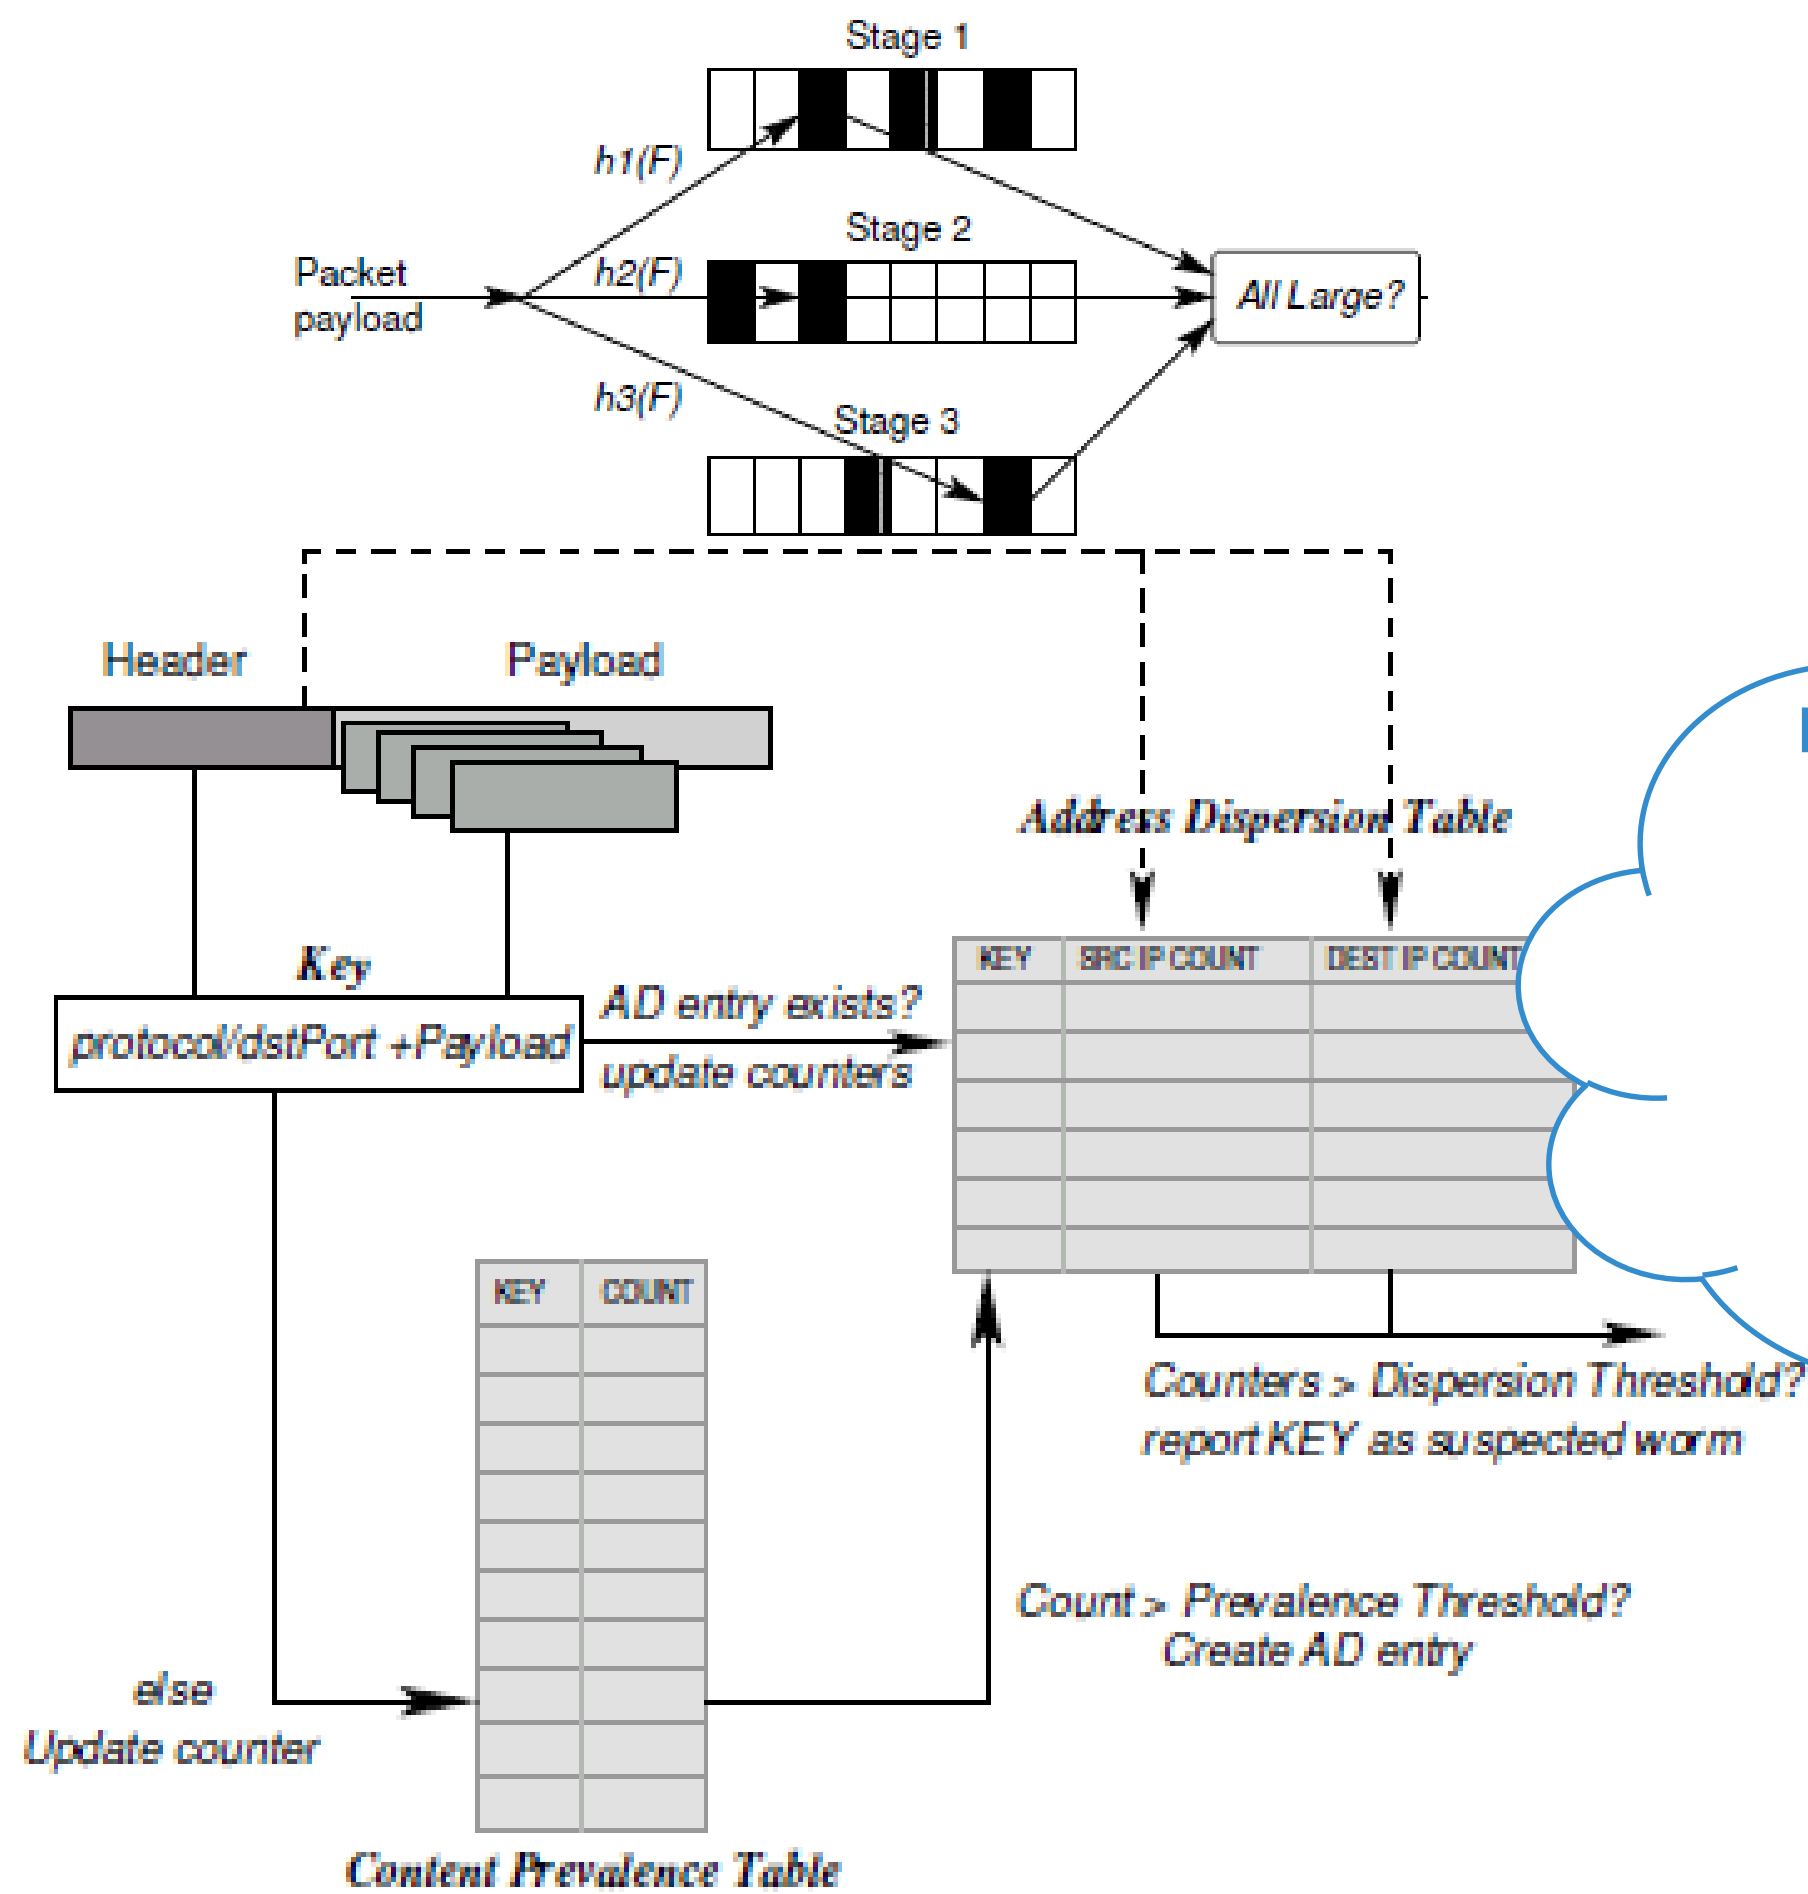 Stage 1
h1(F)
Stage 2
Packet
payload
h2(F)
All Large?
h3(F)
Stage 3
Header
Payload
Address Dispersion Table
Key
protocol/dstPort +Payload
AD entry exists?
update counters
KEY SRC IP COUNT DEST IP COUNT
KEY COUNT
Counters > Dispersion Threshold?
report KEY as suspected worm
Count > Prevalence Threshold?
Create AD entry
else
Update counter
Content Prevalence Table